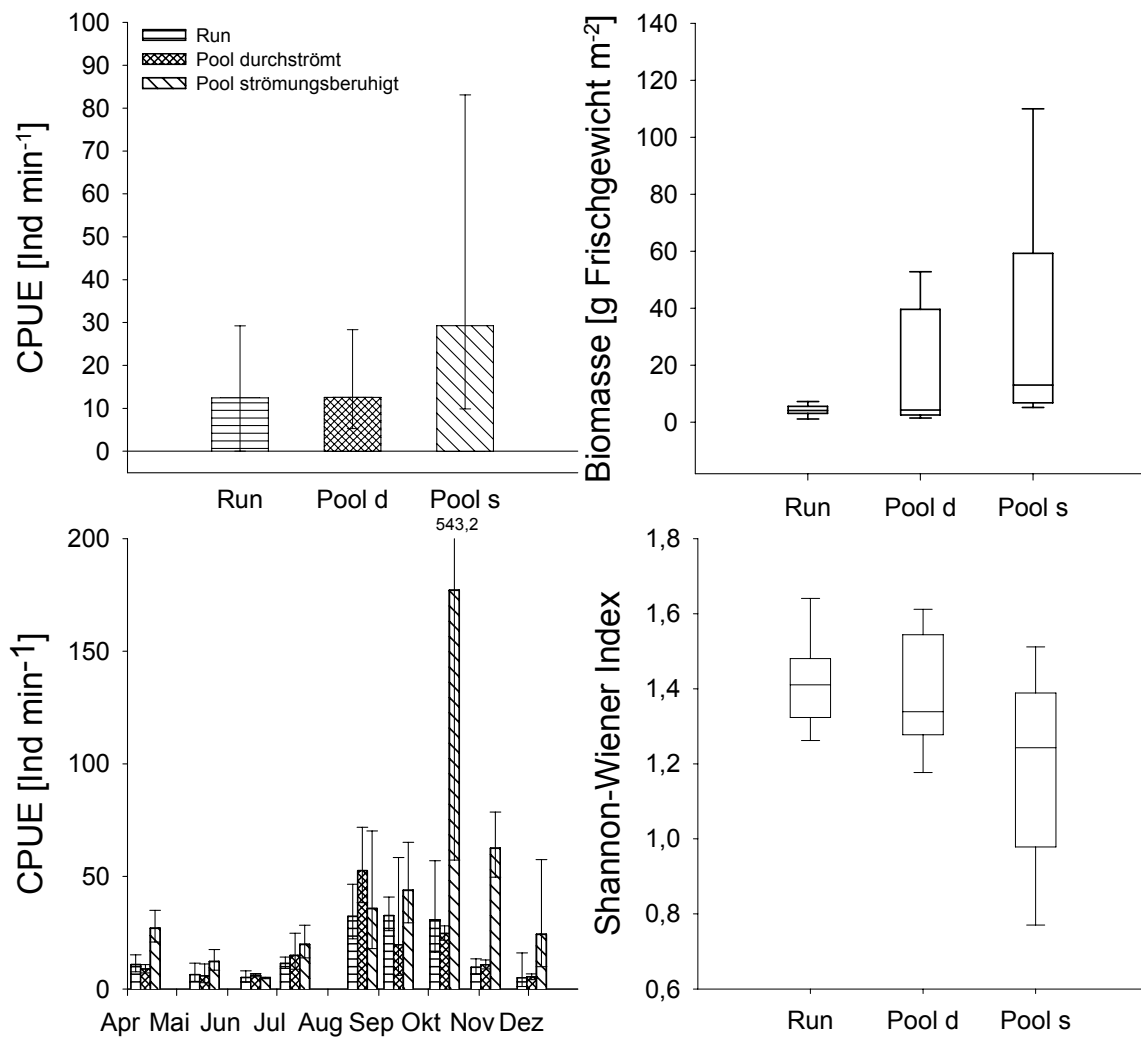 CPUE [Ind min-1]
100
90
80
70
60
50
40
30
20
10
0
Run
Pool durchströmt
Pool strömungsberuhigt
Run Pool d Pool s
Biomasse [g Frischgewicht m-2]
140
120
100
80
60
40
20
0
Run Pool d Pool s
CPUE [Ind min-1]
200
150
100
50
0
543,2
Apr Mai Jun Jul Aug Sep Okt Nov Dez
Shannon-Wiener Index
1,8
1,6
1,4
1,2
1,0
0,8
0,6
Run Pool d Pool s